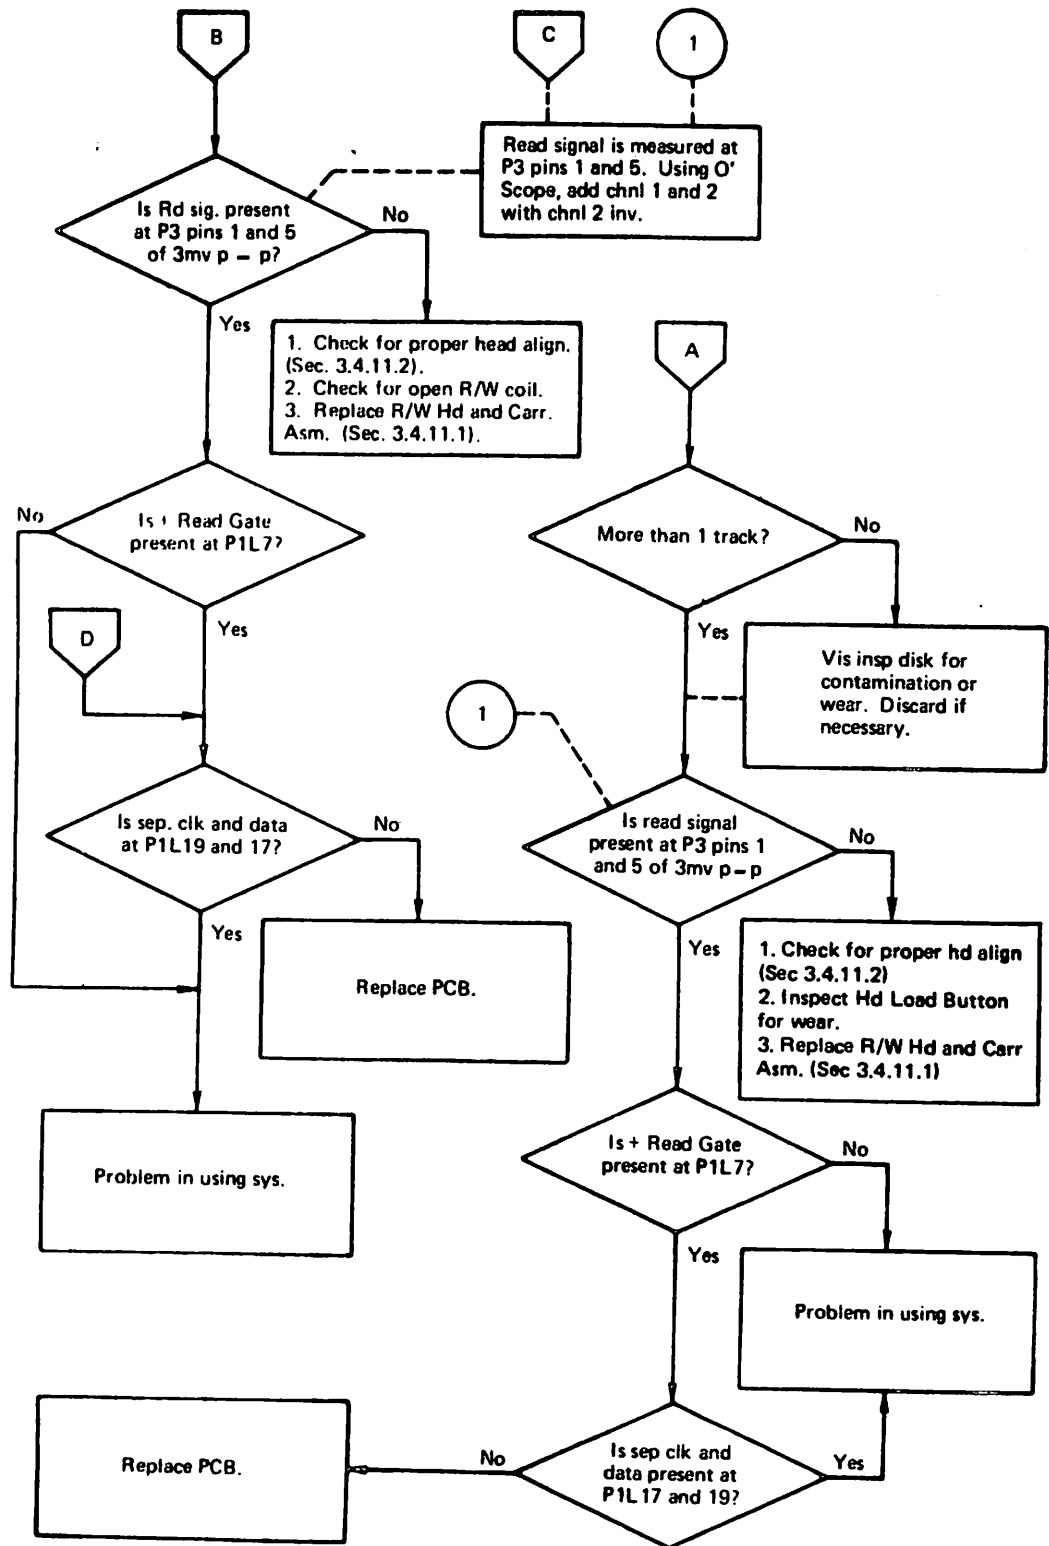 B
C
1
Read signal is measured at
P3 pins 1 and 5. Using O'
Scope, add chnl 1 and 2
with chnl 2 inv.
Is Rd sig. present
at P3 pins 1 and 5
of 3mv p – p?
No
Yes
1. Check for proper head align.
(Sec. 3.4.11.2).
2. Check for open R/W coil.
3. Replace R/W Hd and Carr.
Asm. (Sec. 3.4.11.1).
A
Is + Read Gate
present at P1L7?
No
Yes
More than 1 track?
No
Yes
Vis insp disk for
contamination or
wear. Discard if
necessary.
D
1
Is sep. clk and data
at P1L19 and 17?
No
Yes
Replace PCB.
Is read signal
present at P3 pins 1
and 5 of 3mv p – p
No
Yes
1. Check for proper hd align
(Sec 3.4.11.2)
2. Inspect Hd Load Button
for wear.
3. Replace R/W Hd and Carr
Asm. (Sec 3.4.11.1)
Problem in using sys.
Is + Read Gate
present at P1L7?
No
Yes
Problem in using sys.
Is sep clk and
data present at
P1L17 and 19?
No
Yes
Replace PCB.